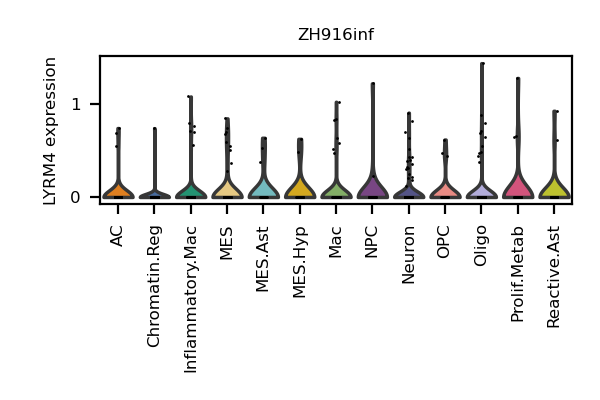 ZH916inf
LYRM4 expression
1
0
AC
Chromatin.Reg
Inflammatory.Mac
MES
MES.Ast
MES.Hyp
Mac
NPC
Neuron
OPC
Oligo
Prolif.Metab
Reactive.Ast